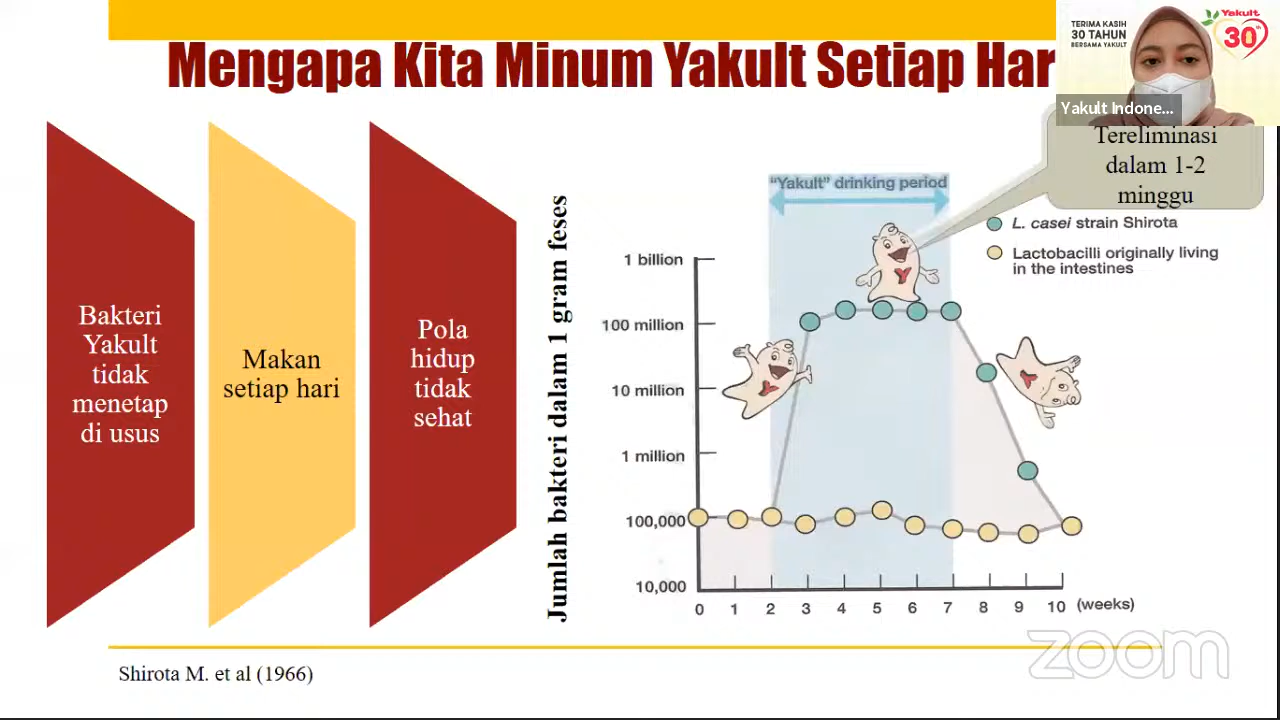 Mengapa Kita Minum Yakult Setiap Har
TERIMA KASIH
30 TAHUN
BERSAMA YAKULT
Yakult
30
Yakult Indone...
Tereliminasi
dalam 1-2
minggu
Bakteri
Yakult
tidak
menetap
di usus
Makan
setiap hari
Pola
hidup
tidak
sehat
Jumlah bakteri dalam 1 gram feses
"Yakult" drinking period
L. casei strain Shirota
Lactobacilli originally living
in the intestines
1 billion
100 million
10 million
1 million
100,000
10,000
0 1 2 3 4 5 6 7 8 9 10 (weeks)
zoom
Shirota M. et al (1966)